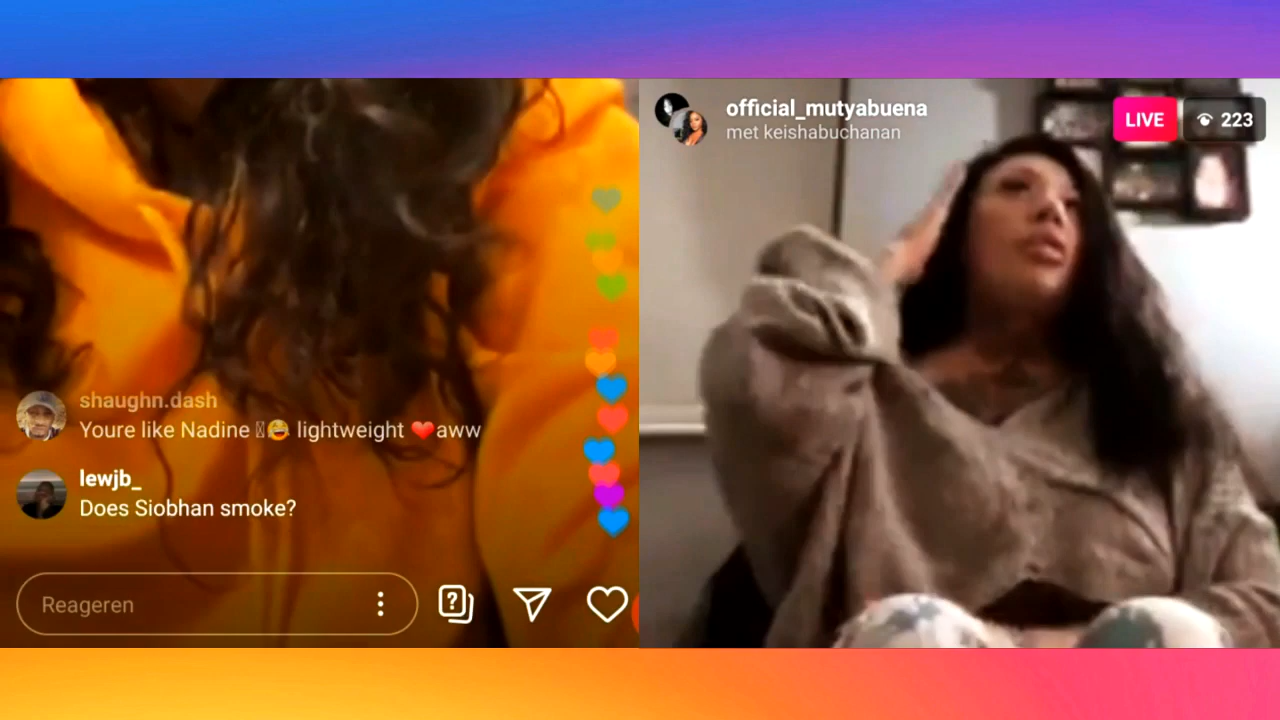 shaughn.dash
Youre like Nadine 😂 lightweight ❤️aww
lewjb_
Does Siobhan smoke?
Reageren
official_mutyabuena
met keishabuchanan
LIVE
223